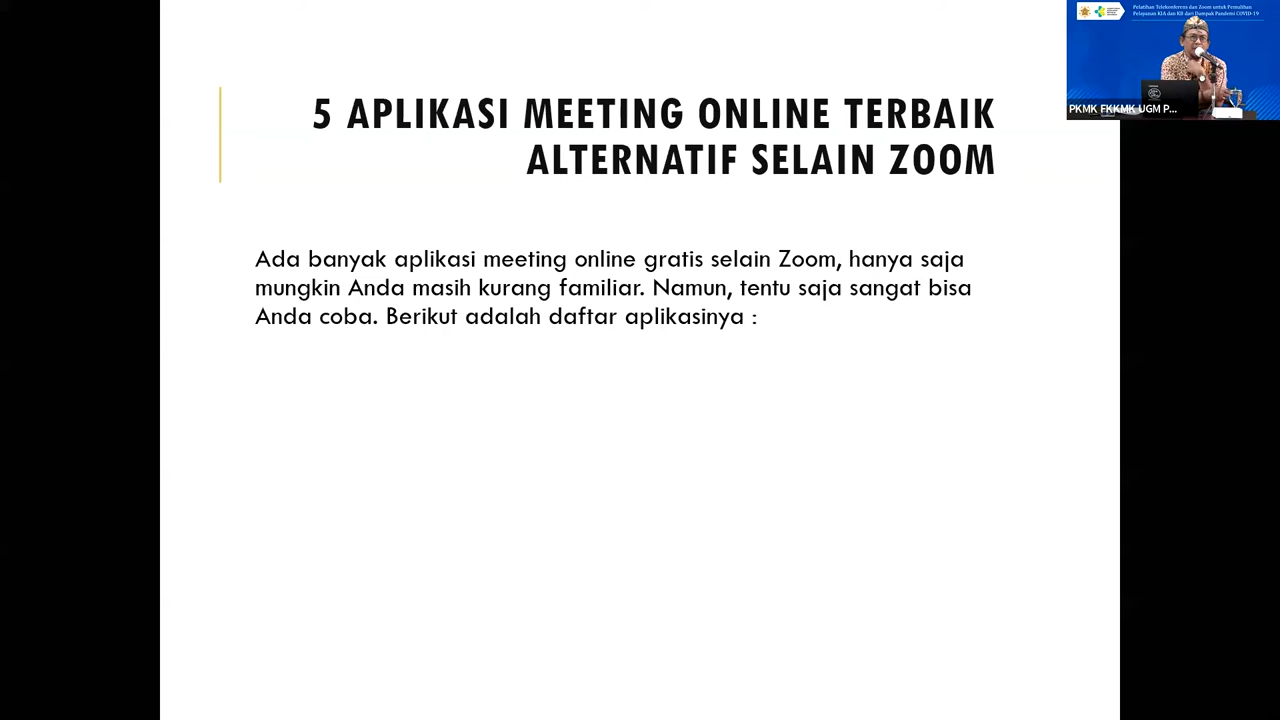 Pelatihan Telekonferens dan Zoom untuk Pemulihan
Pelayanan KIA dan KB dari Dampak Pandemi COVID-19
PKMK FKKMK UGM P...
5 APLIKASI MEETING ONLINE TERBAIK
ALTERNATIF SELAIN ZOOM
Ada banyak aplikasi meeting online gratis selain Zoom, hanya saja
mungkin Anda masih kurang familiar. Namun, tentu saja sangat bisa
Anda coba. Berikut adalah daftar aplikasinya :